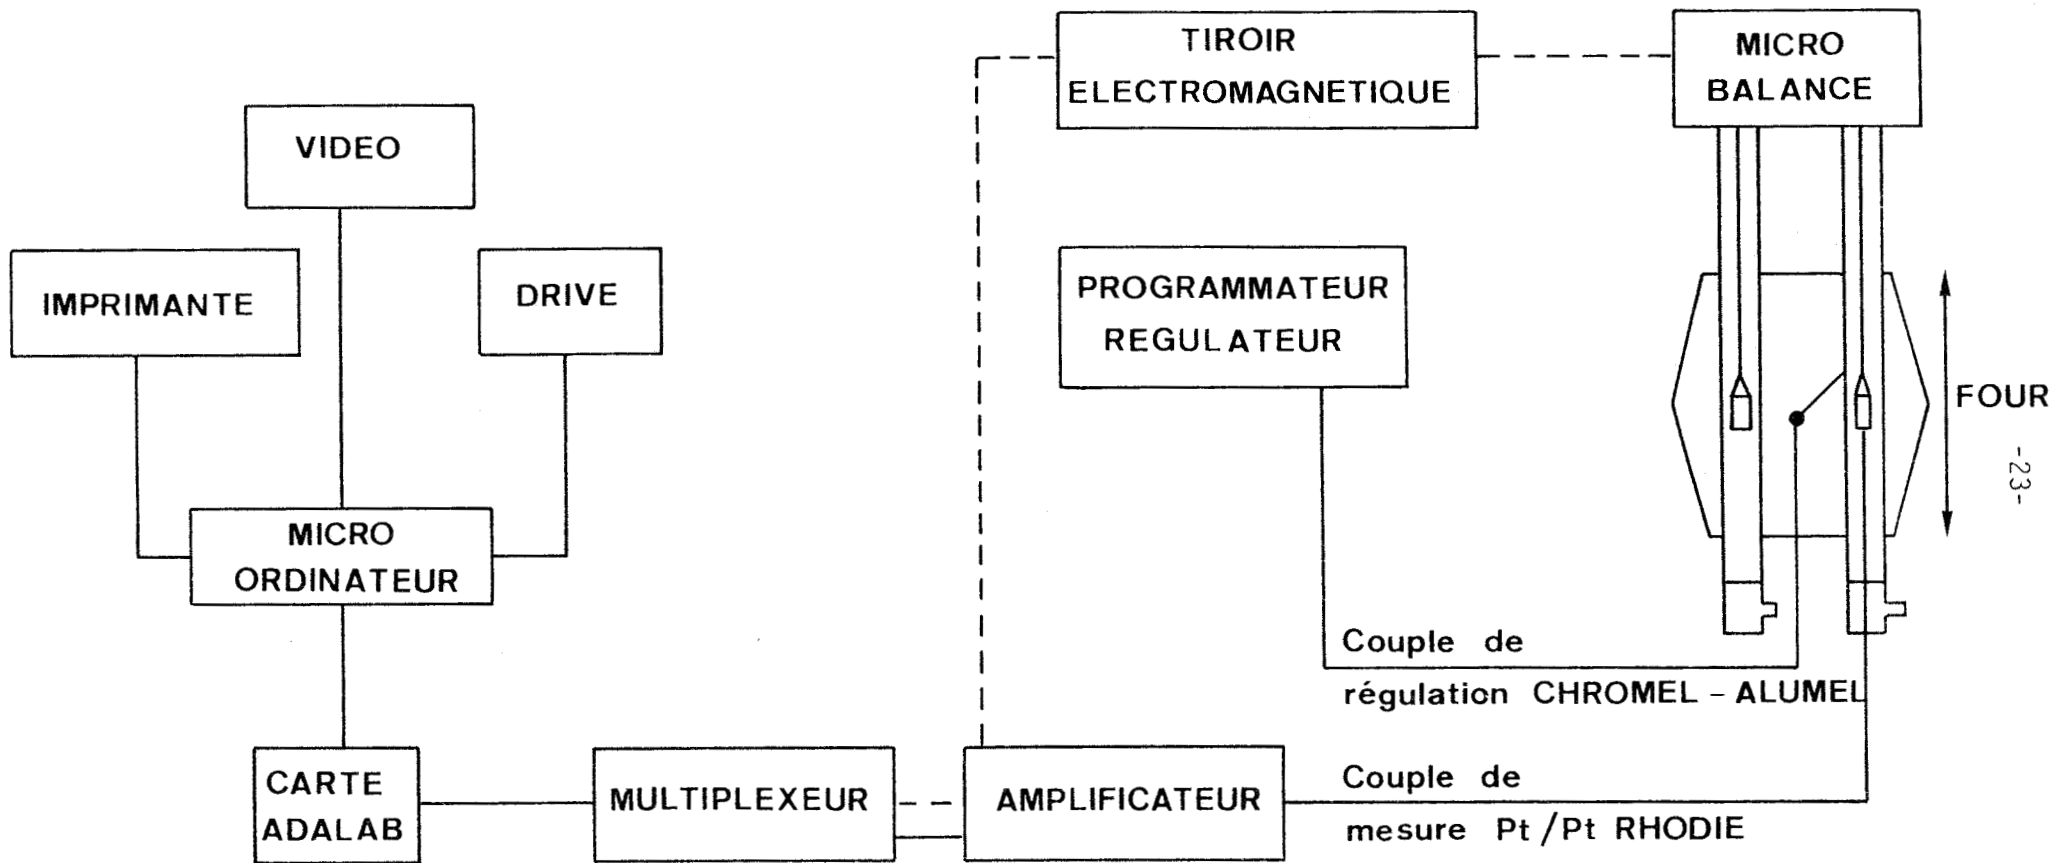 TIROIR
ELECTROMAGNETIQUE
MICRO
BALANCE
VIDEO
IMPRIMANTE
DRIVE
PROGRAMMATEUR
REGULATEUR
FOUR
-23-
MICRO
ORDINATEUR
Couple de
régulation CHROMEL - ALUMEL
CARTE
ADALAB
MULTIPLEXEUR
AMPLIFICATEUR
Couple de
mesure Pt/Pt RHODIE